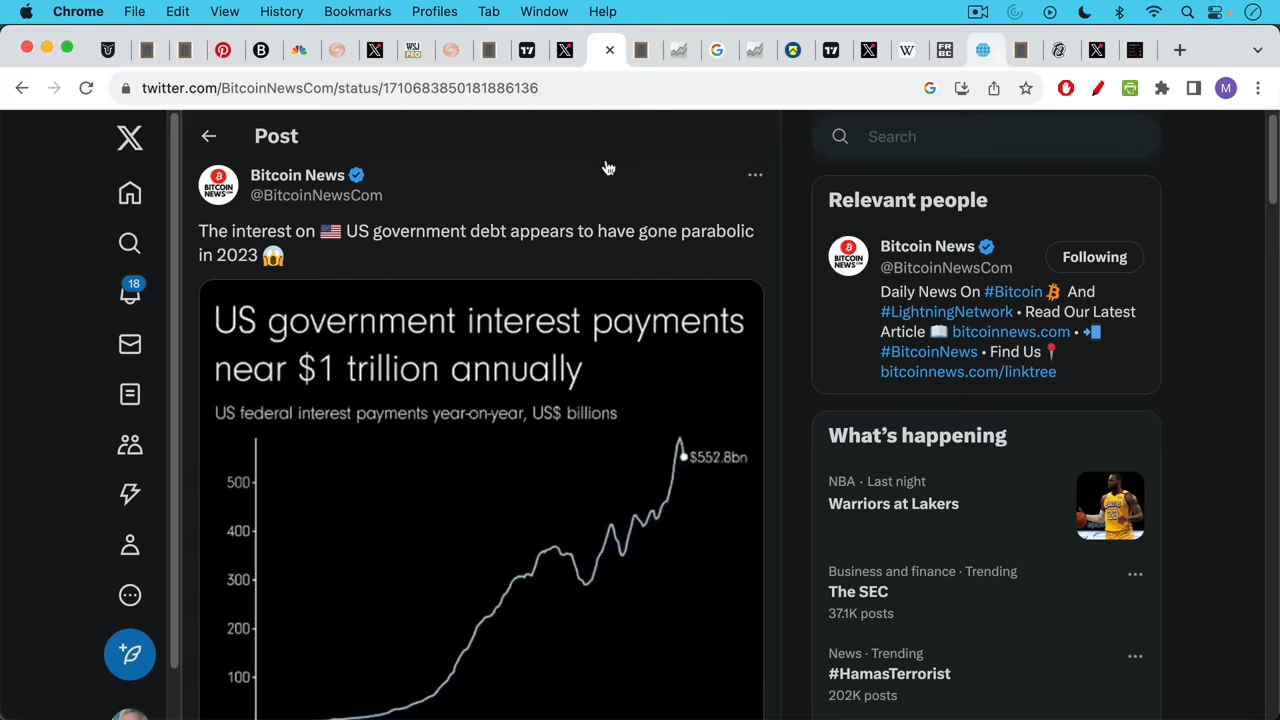 Chrome File Edit View History Bookmarks Profiles Tab Window Help
twitter.com/BitcoinNewsCom/status/1710683850181886136
M
Post
Bitcoin News
@BitcoinNewsCom
The interest on 🇺🇸 US government debt appears to have gone parabolic
in 2023 😱
US government interest payments
near $1 trillion annually
US federal interest payments year-on-year, US$ billions
$552.8bn
500
400
300
200
100
18
Search
Relevant people
Bitcoin News
@BitcoinNewsCom
Following
Daily News On #Bitcoin And
#LightningNetwork • Read Our Latest
Article 📖 bitcoinnews.com • 📲
#BitcoinNews • Find Us📍
bitcoinnews.com/linktree
What’s happening
NBA · Last night
Warriors at Lakers
Business and finance · Trending
The SEC
37.1K posts
News · Trending
#HamasTerrorist
202K posts